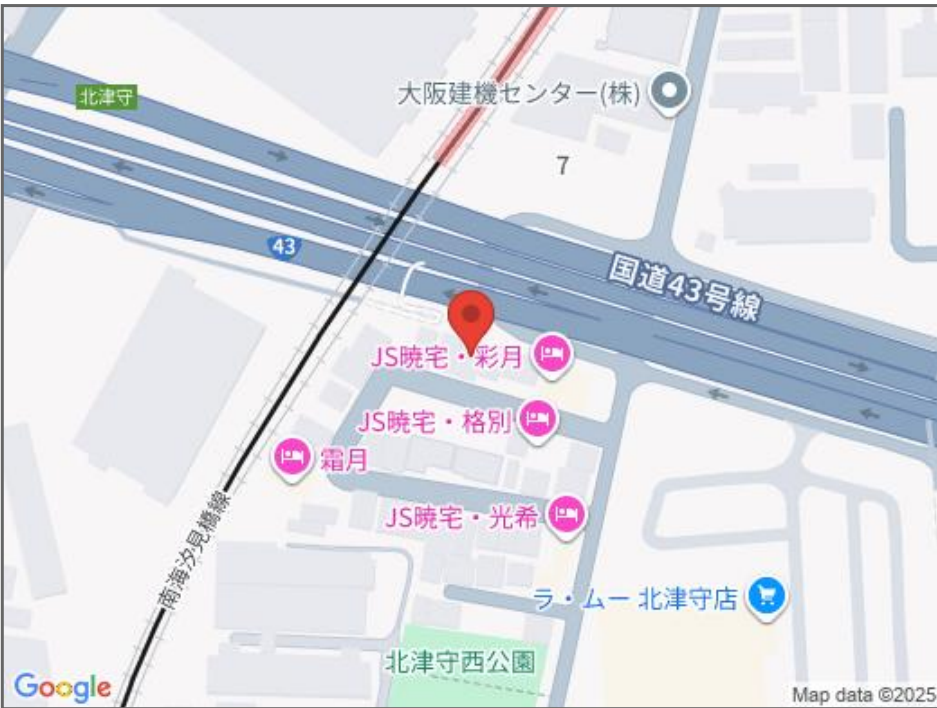 北津守
大阪建機センター(株)
7
43
国道43号線
JS暁宅・彩月
JS暁宅・格別
霜月
JS暁宅・光希
南海汐見橋線
ラ・ムー 北津守店
北津守西公園
Google
Map data ©2025